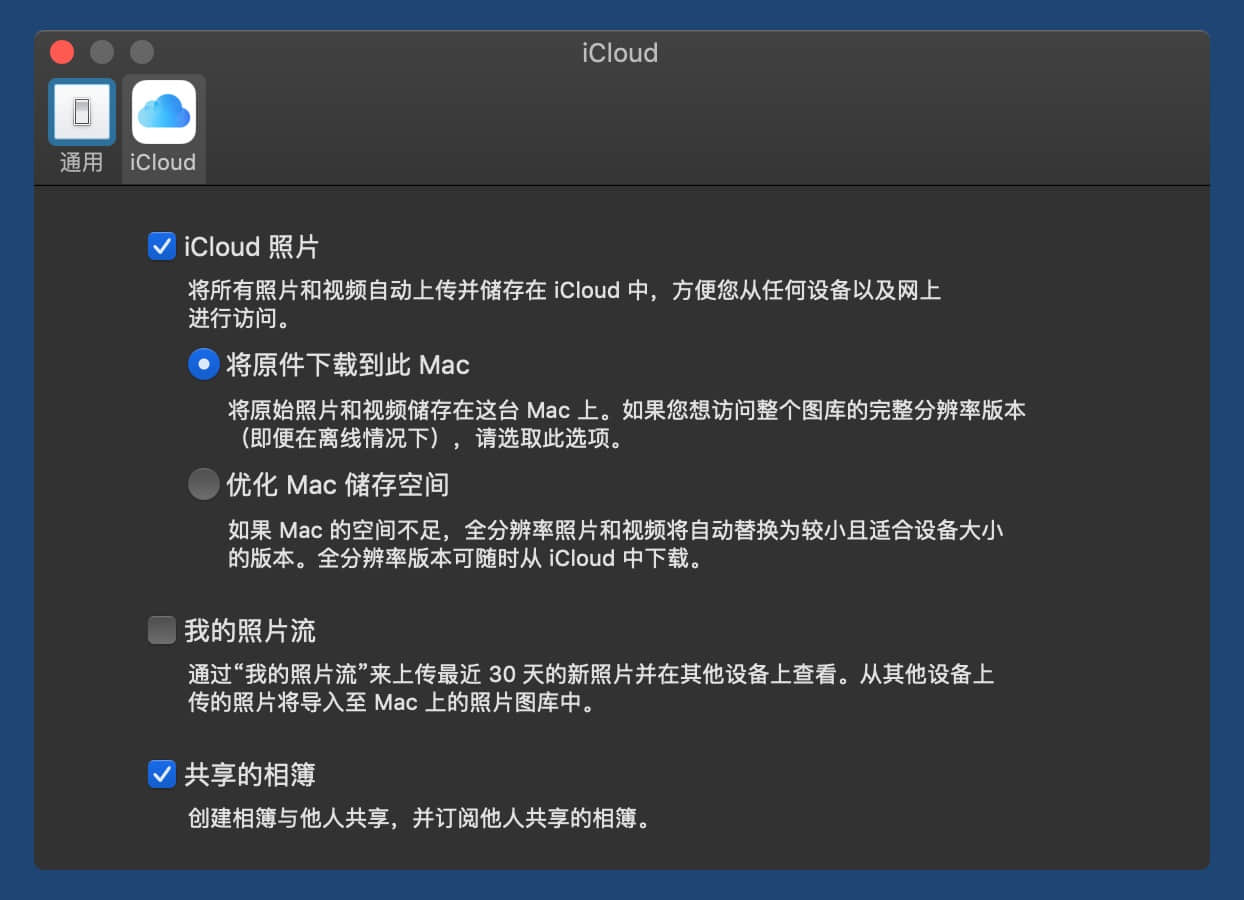 iCloud
通用
iCloud
iCloud 照片
将所有照片和视频自动上传并储存在 iCloud 中，方便您从任何设备以及网上
进行访问。
将原件下载到此 Mac
将原始照片和视频储存在这台 Mac 上。如果您想访问整个图库的完整分辨率版本
（即便在离线情况下），请选取此选项。
优化 Mac 储存空间
如果 Mac 的空间不足，全分辨率照片和视频将自动替换为较小且适合设备大小
的版本。全分辨率版本可随时从 iCloud 中下载。
我的照片流
通过“我的照片流”来上传最近 30 天的新照片并在其他设备上查看。从其他设备上
传的照片将导入至 Mac 上的照片图库中。
共享的相簿
创建相簿与他人共享，并订阅他人共享的相簿。